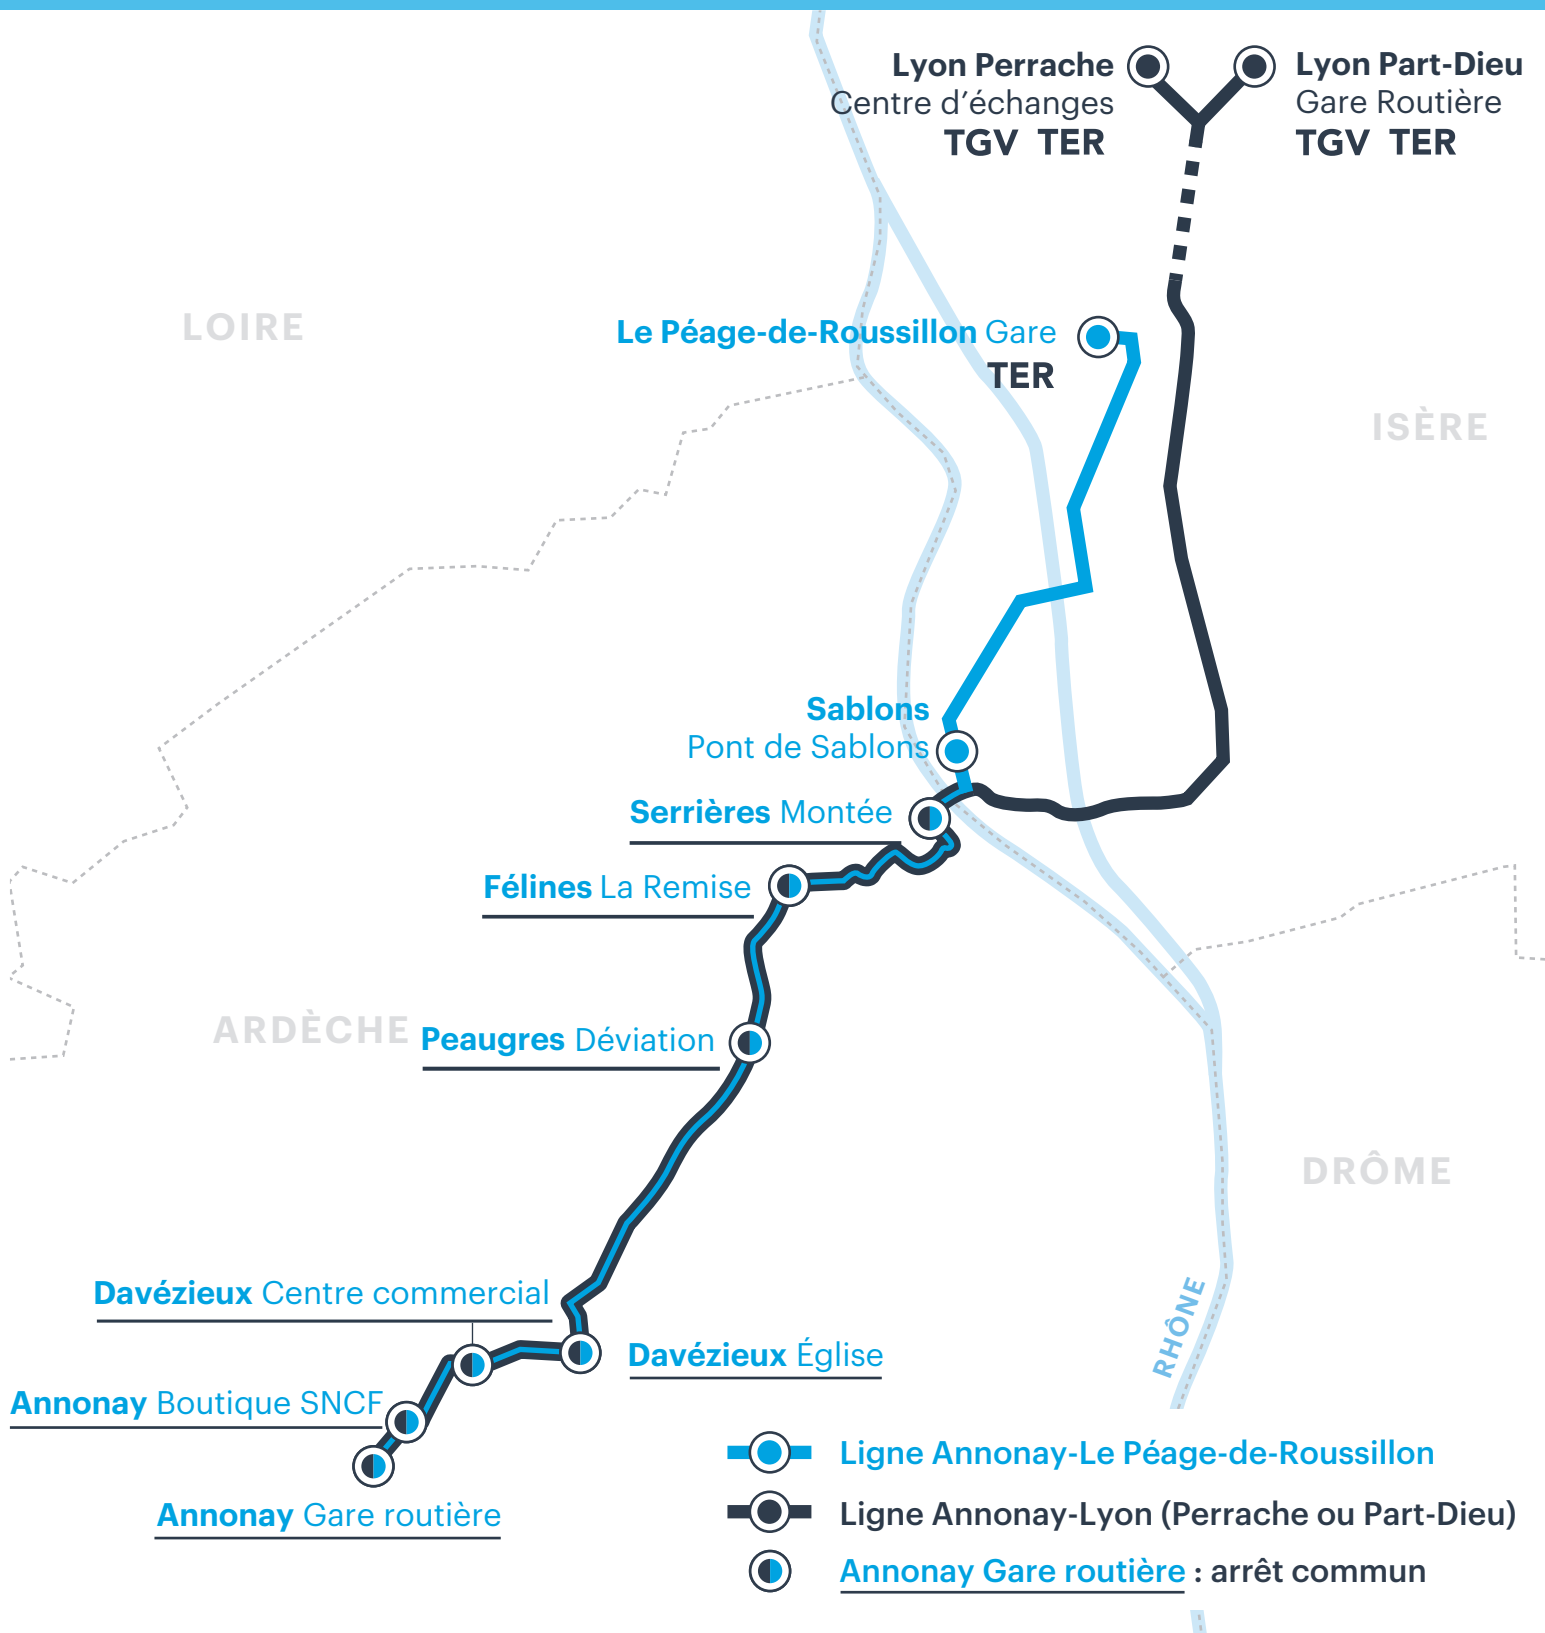 Lyon Perrache
Centre d'échanges
TGV TER
Lyon Part-Dieu
Gare Routière
TGV TER
LOIRE
Le Péage-de-Roussillon Gare
TER
ISÈRE
Sablons
Pont de Sablons
Serrières Montée
Félines La Remise
ARDÈCHE
Peaugres Déviation
DRÔME
Davézieux Centre commercial
RHÔNE
Davézieux Église
Annonay Boutique SNCF
Annonay Gare routière
Ligne Annonay-Le Péage-de-Roussillon
Ligne Annonay-Lyon (Perrache ou Part-Dieu)
Annonay Gare routière : arrêt commun